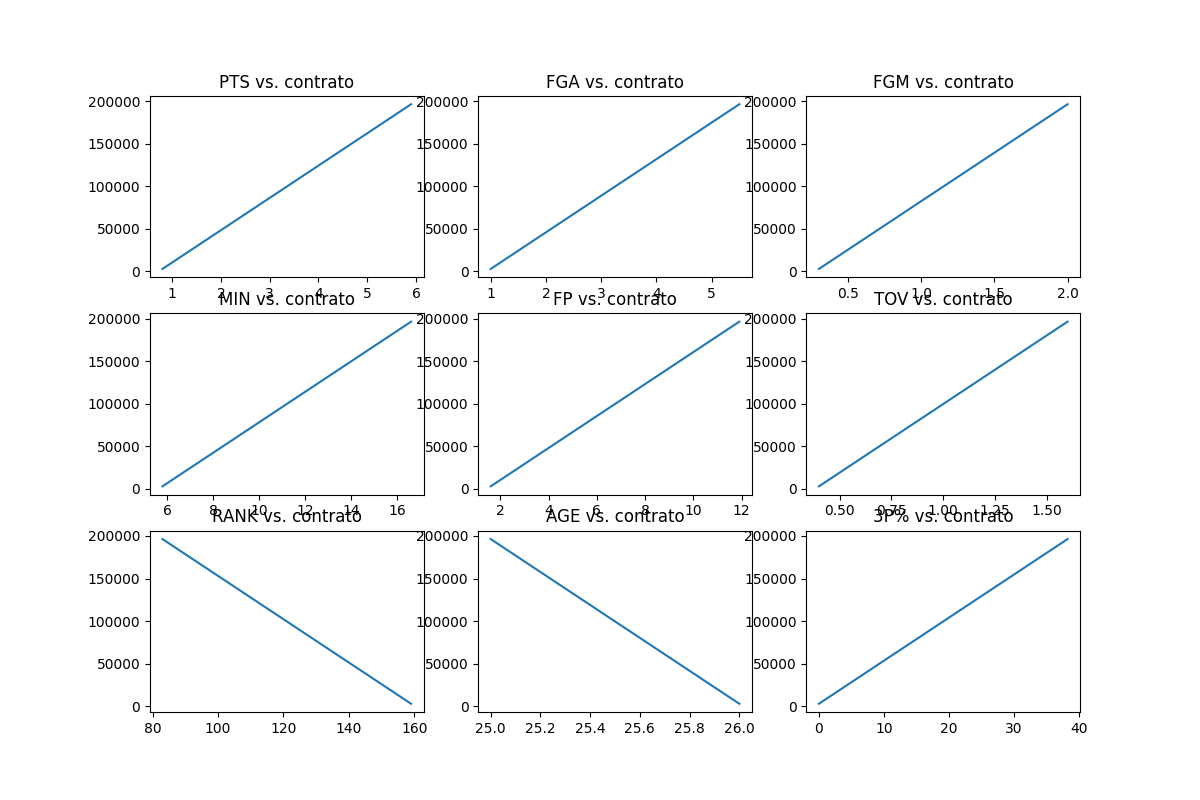 PTS vs. contrato
FGA vs. contrato
FGM vs. contrato
200000
150000
100000
50000
0
1 2 3 4 5 6
200000
150000
100000
50000
0
1 2 3 4 5
200000
150000
100000
50000
0
0.5 1.0 1.5 2.0
MIN vs. contrato
FP vs. contrato
TOV vs. contrato
200000
150000
100000
50000
0
6 8 10 12 14 16
200000
150000
100000
50000
0
2 4 6 8 10 12
200000
150000
100000
50000
0
0.50 0.75 1.00 1.25 1.50
RANK vs. contrato
AGE vs. contrato
3P% vs. contrato
200000
150000
100000
50000
0
80 100 120 140 160
200000
150000
100000
50000
0
25.0 25.2 25.4 25.6 25.8 26.0
200000
150000
100000
50000
0
0 10 20 30 40